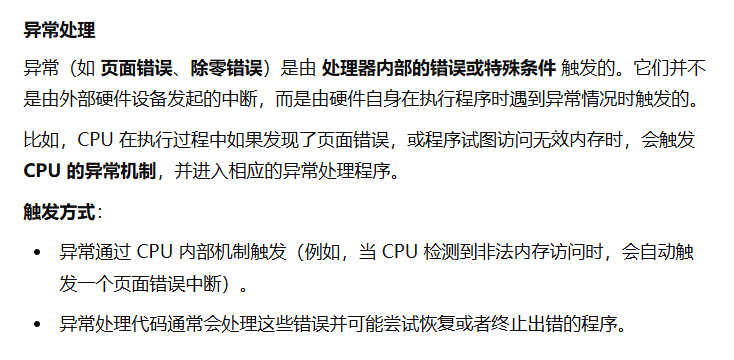 异常处理
异常（如 页面错误、除零错误）是由 处理器内部的错误或特殊条件 触发的。它们并不
是由外部硬件设备发起的中断，而是由硬件自身在执行程序时遇到异常情况时触发的。
比如，CPU 在执行过程中如果发现了页面错误，或程序试图访问无效内存时，会触发
CPU 的异常机制，并进入相应的异常处理程序。
触发方式：
• 异常通过 CPU 内部机制触发（例如，当 CPU 检测到非法内存访问时，会自动触
发一个页面错误中断）。
• 异常处理代码通常会处理这些错误并可能尝试恢复或者终止出错的程序。